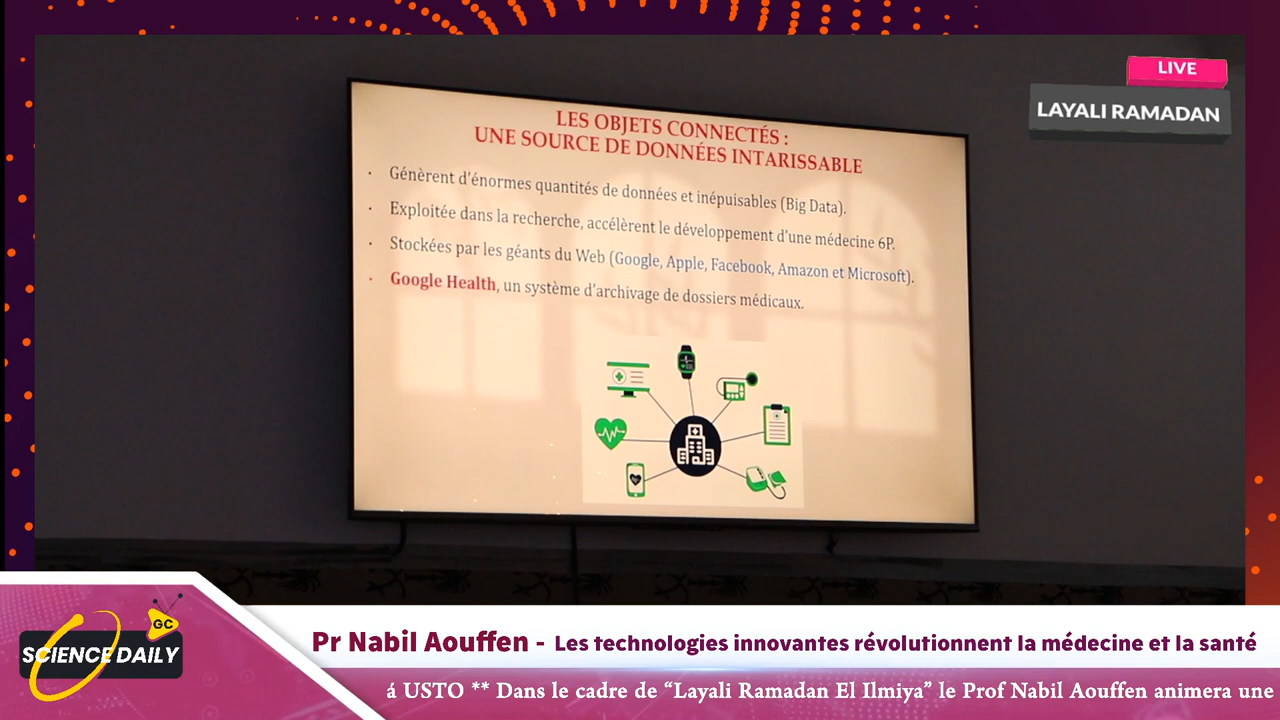 LIVE
LAYALI RAMADAN
LES OBJETS CONNECTÉS :
UNE SOURCE DE DONNÉES INTARISSABLE
· Génèrent d'énormes quantités de données et inépuisables (Big Data).
· Exploitée dans la recherche, accélèrent le développement d'une médecine 6P.
· Stockées par les géants du Web (Google, Apple, Facebook, Amazon et Microsoft).
· Google Health, un système d'archivage de dossiers médicaux.
GC
SCIENCE DAILY
Pr Nabil Aouffen - Les technologies innovantes révolutionnent la médecine et la santé
á USTO ** Dans le cadre de “Layali Ramadan El Ilmiya” le Prof Nabil Aouffen animera une